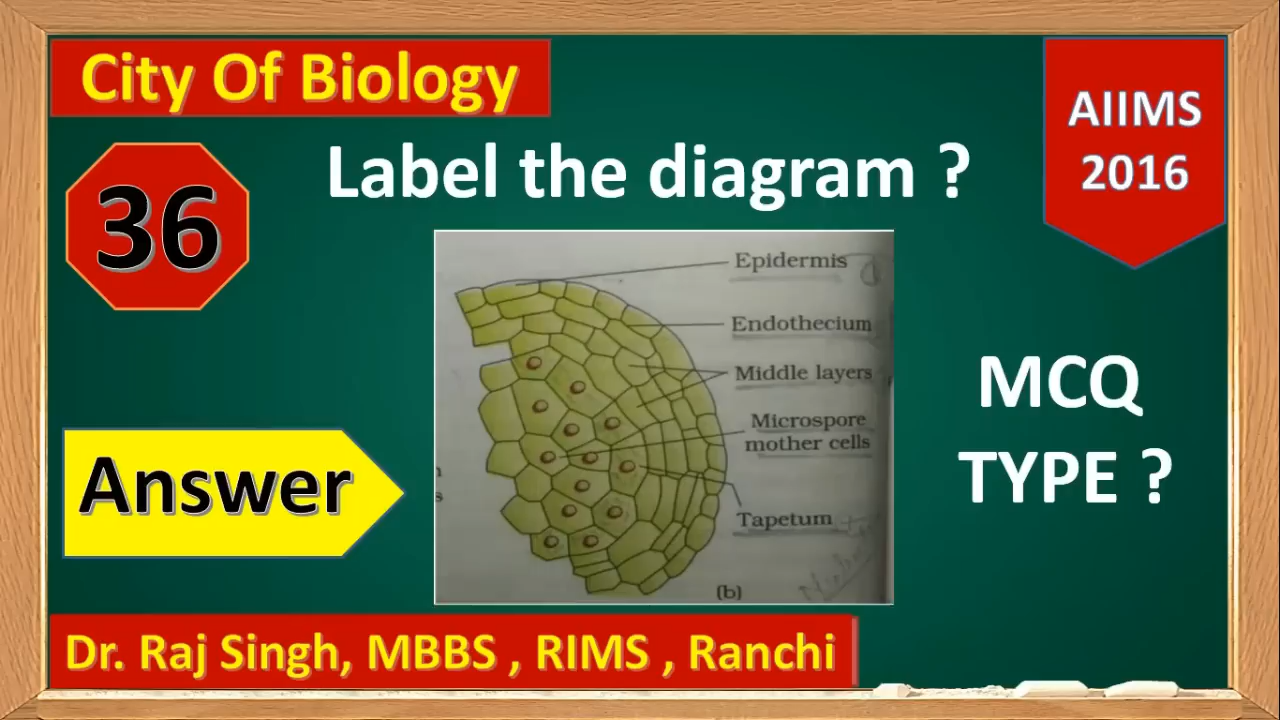 City Of Biology
AIIMS
2016
36
Label the diagram ?
Epidermis
Endothecium
Middle layers
Microspore
mother cells
Tapetum
(b)
MCQ
TYPE ?
Answer
Dr. Raj Singh, MBBS , RIMS , Ranchi